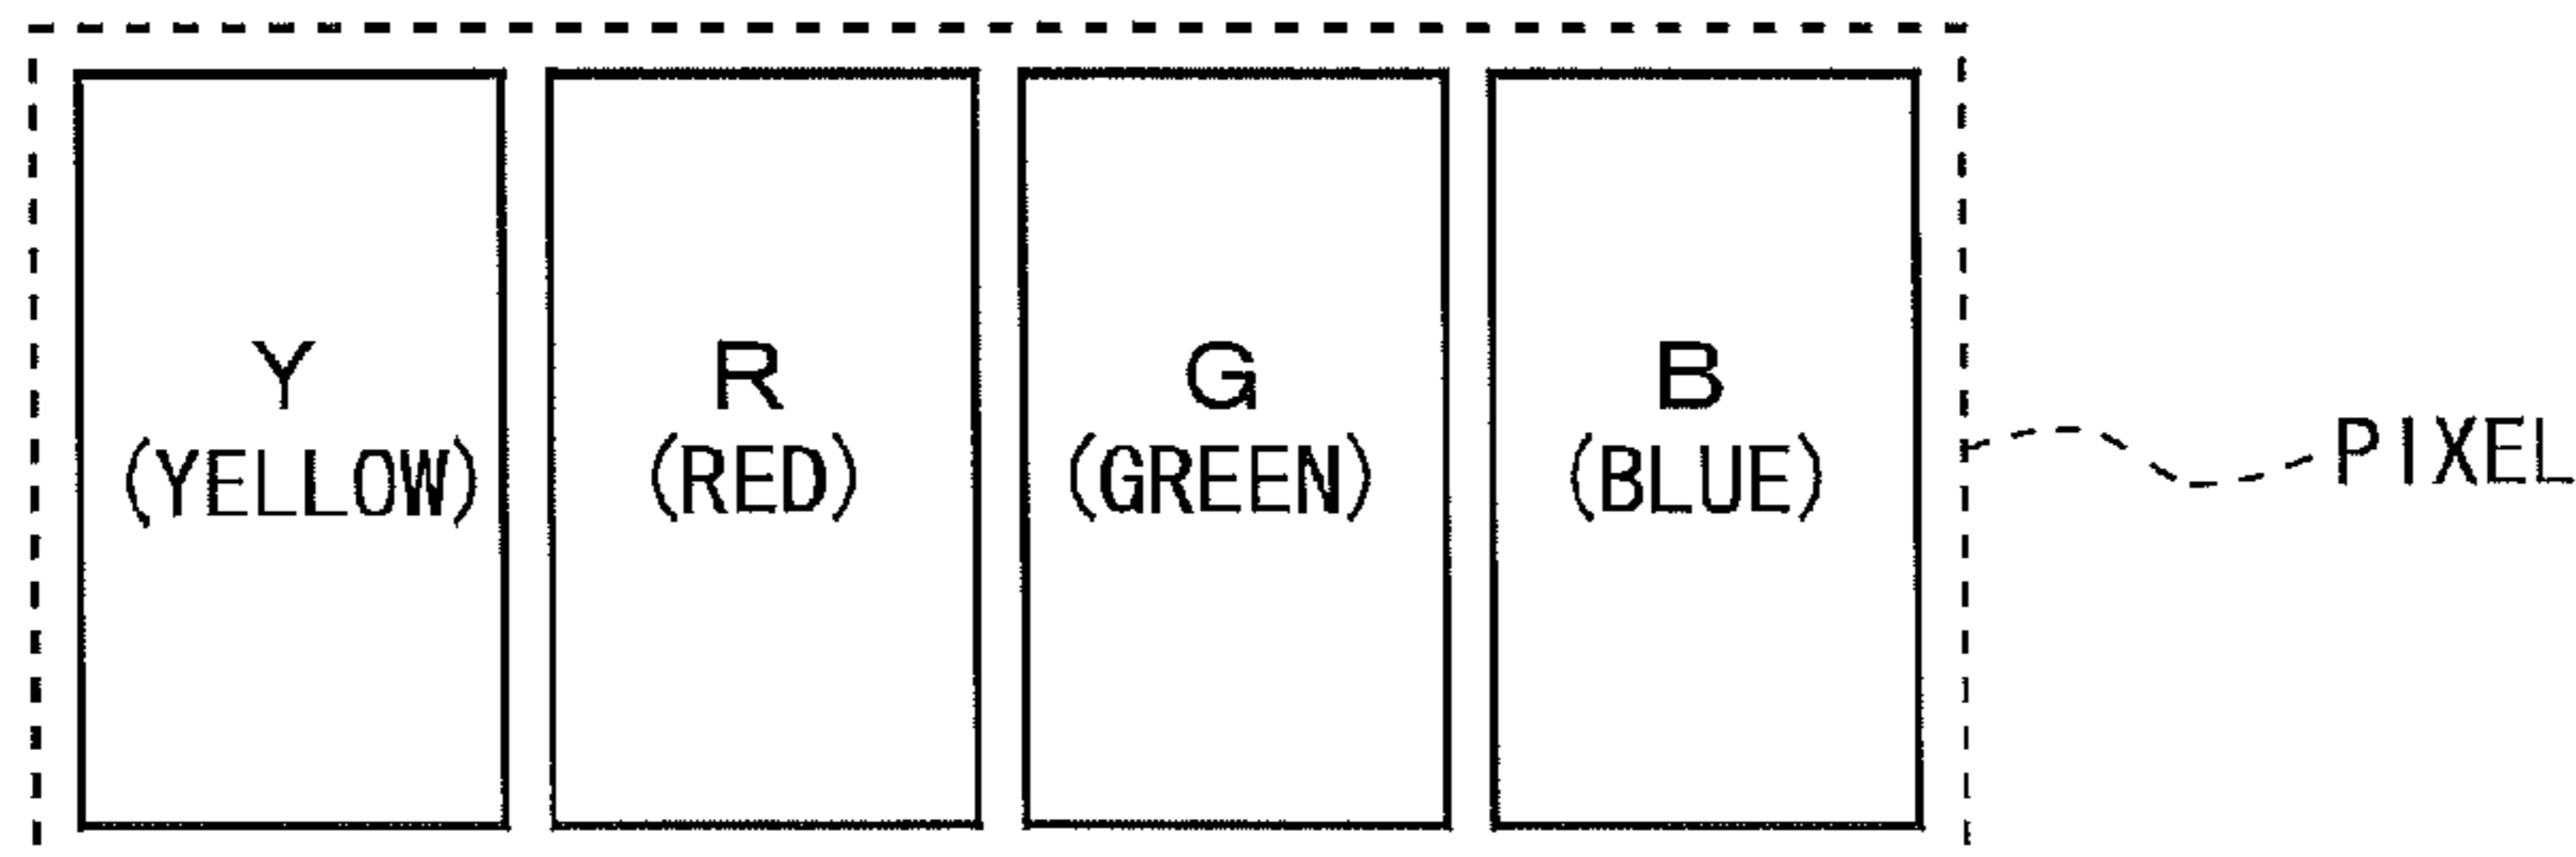 Y
(YELLOW)
R
(RED)
G
(GREEN)
B
(BLUE)
PIXEL